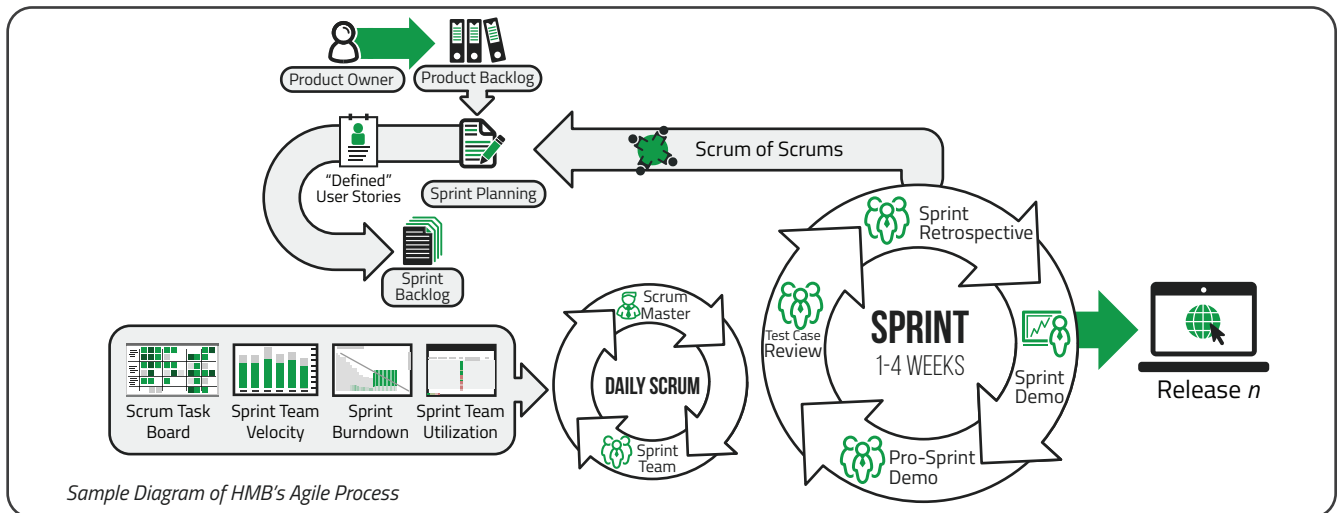 Product Owner
Product Backlog
Scrum of Scrums
"Defined"
User Stories
Sprint Planning
Sprint
Backlog
Sprint
Retrospective
Scrum
Master
Test Case
Review
SPRINT
1-4 WEEKS
Sprint
Demo
Release n
DAILY SCRUM
Scrum Task
Board
Sprint Team
Velocity
Sprint
Burndown
Sprint Team
Utilization
Sprint
Team
Pro-Sprint
Demo
Sample Diagram of HMB's Agile Process